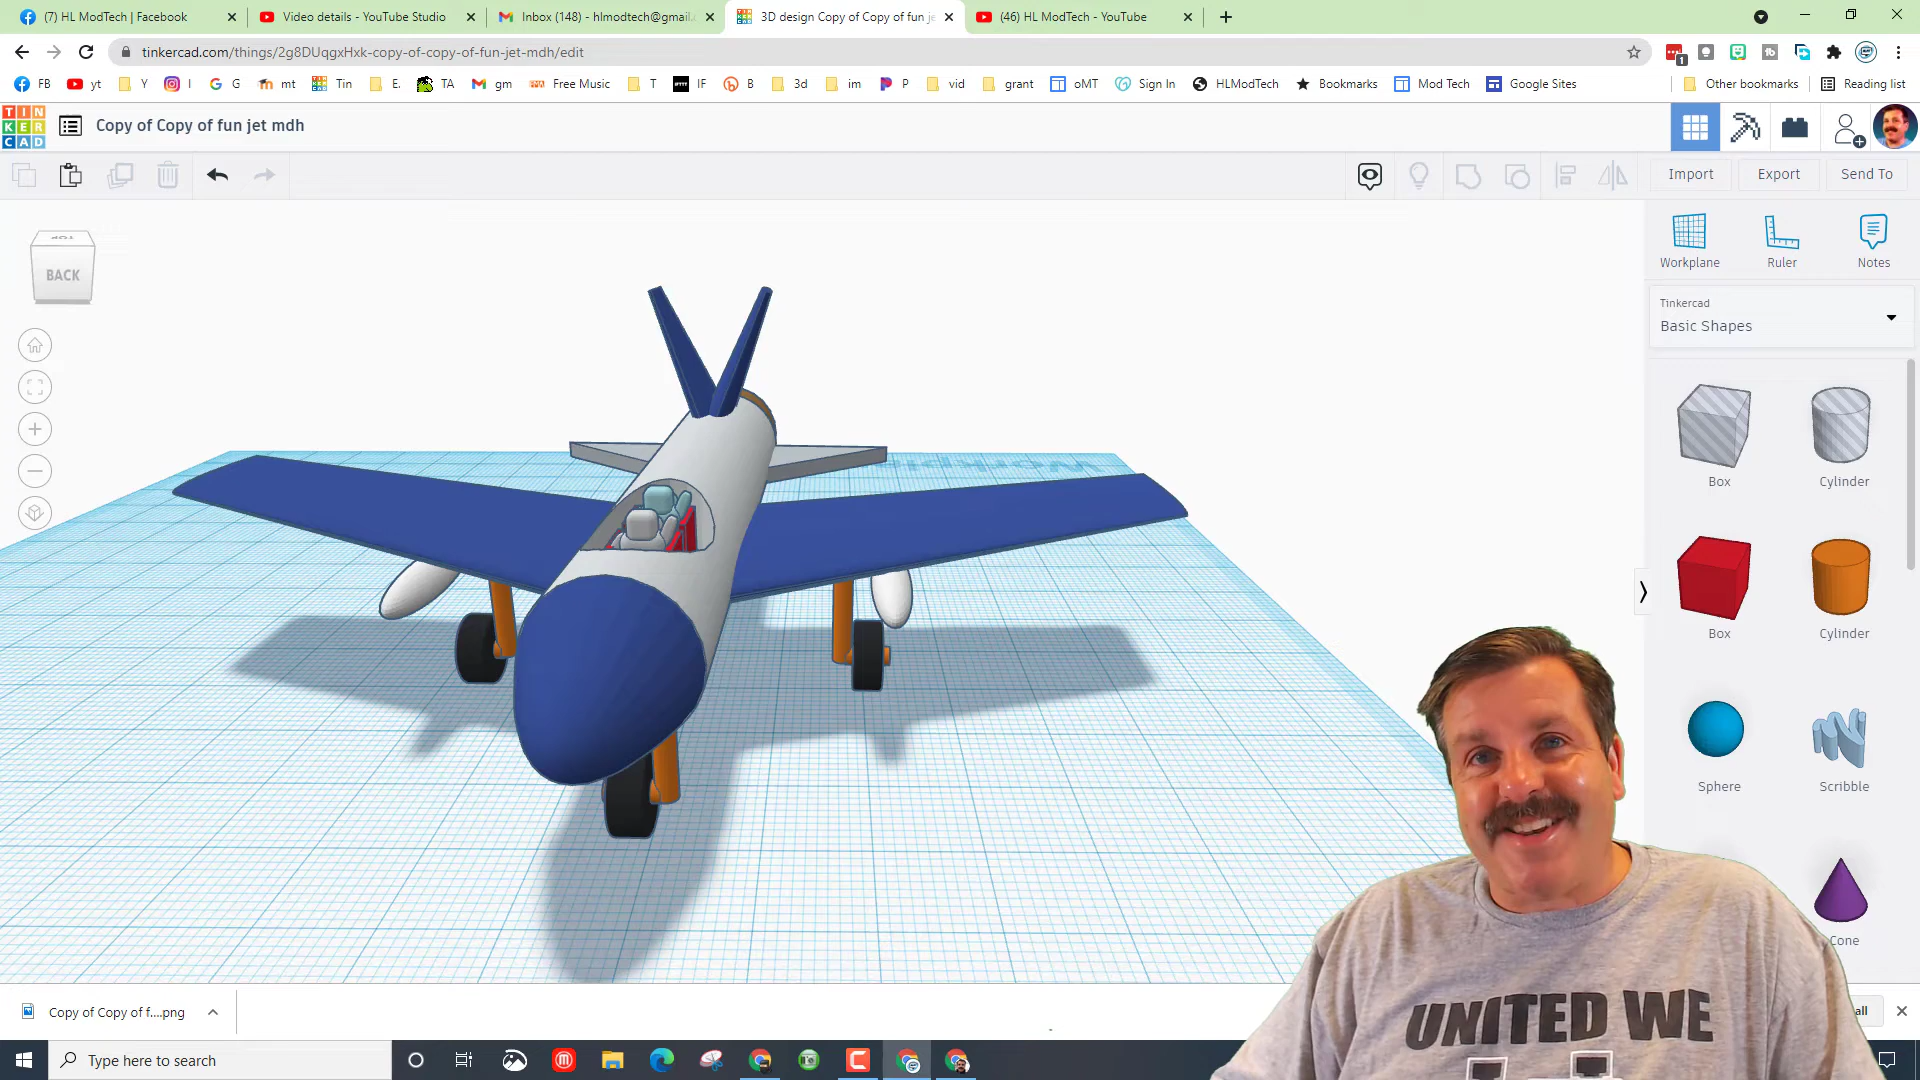 (7) HL ModTech | Facebook
Video details - YouTube Studio
Inbox (148) - hlmodtech@gmail.
3D design Copy of Copy of fun je
(46) HL ModTech - YouTube
tinkercad.com/things/2g8DUqgxHxk-copy-of-copy-of-fun-jet-mdh/edit
1
FB
yt
Y
I
G
mt
Tin
E.
TA
gm
Free Music
T
IF
B
3d
im
P
vid
grant
oMT
Sign In
HLModTech
Bookmarks
Mod Tech
Google Sites
Other bookmarks
Reading list
TIN
KER
CAD
Copy of Copy of fun jet mdh
Import
Export
Send To
TOP
BACK
Workplane
Ruler
Notes
Tinkercad
Basic Shapes
Workplane
Box
Cylinder
Box
Cylinder
Sphere
Scribble
Cone
UNITED WE
Copy of Copy of f....png
all
Type here to search